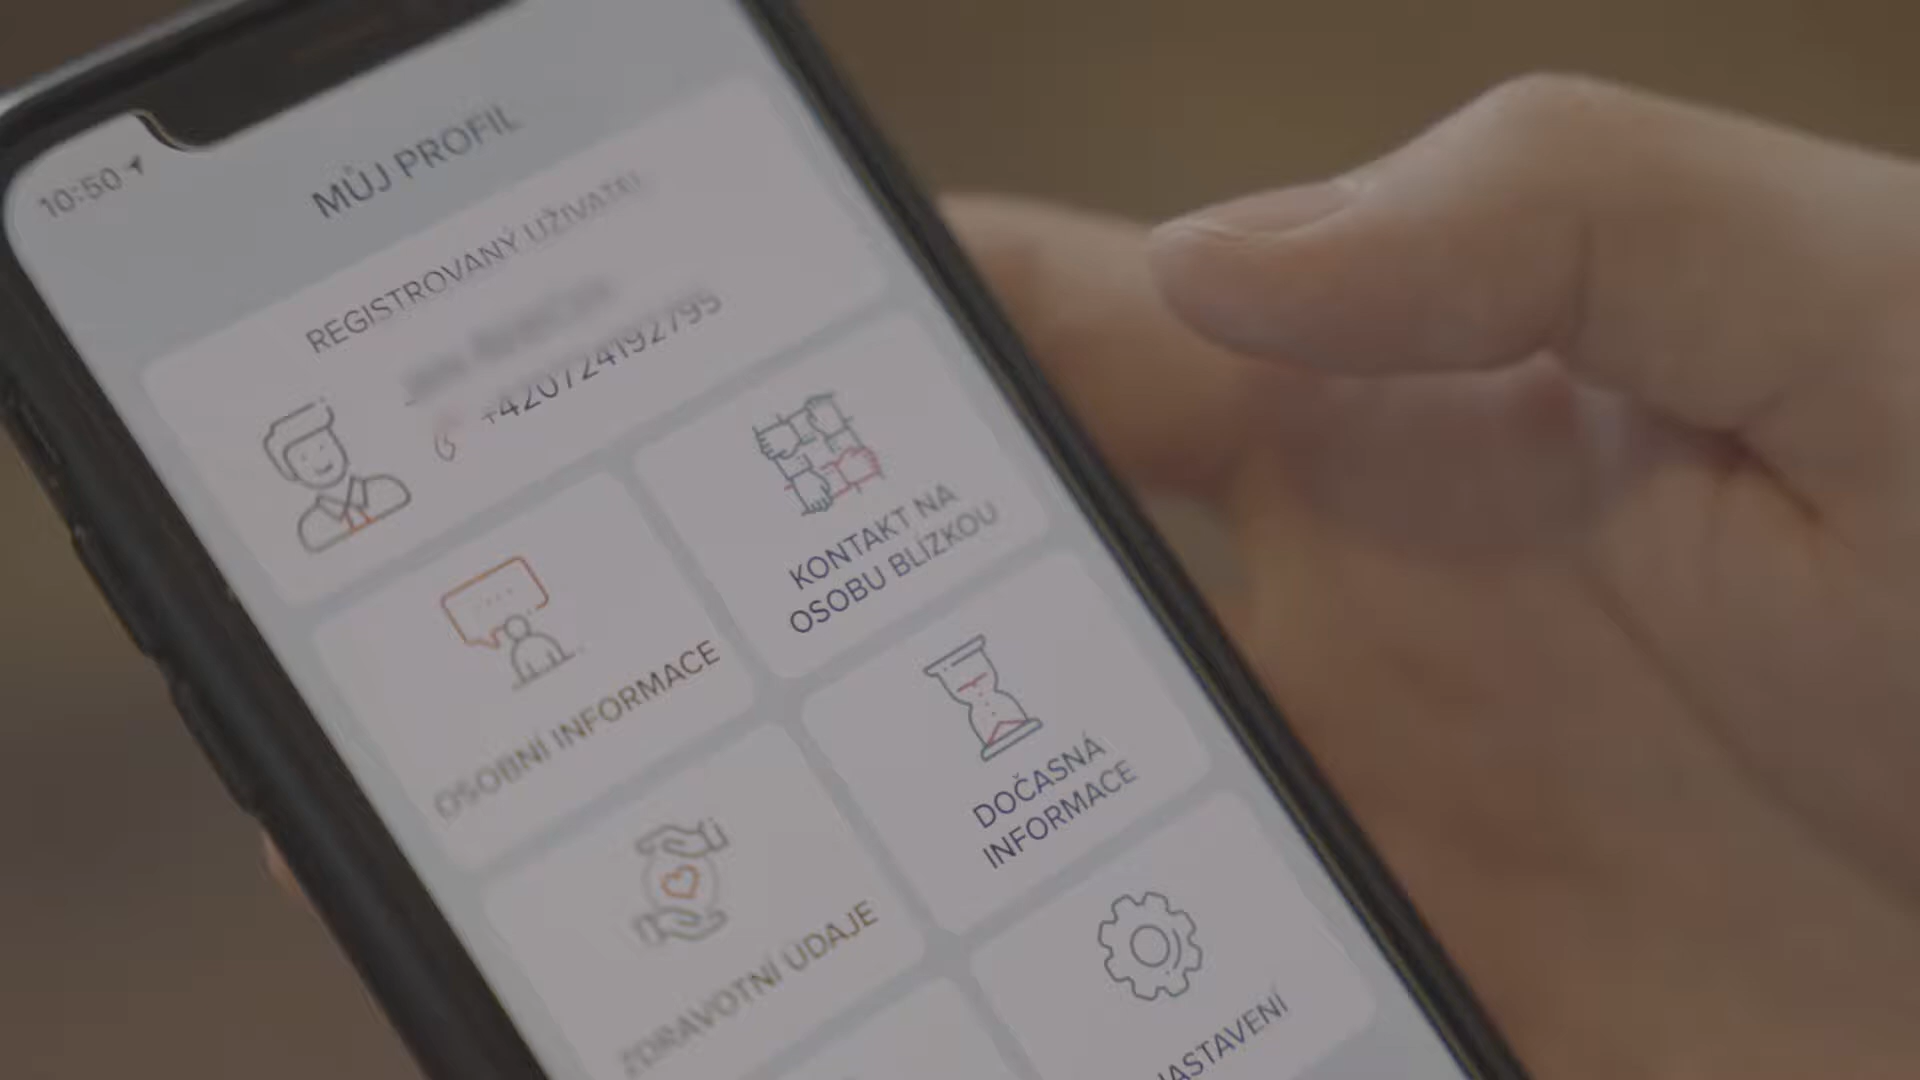 10:50
MŮJ PROFIL
REGISTROVANÝ UŽIVATEL
+420724192795
KONTAKT NA
OSOBU BLÍZKOU
OSOBNÍ INFORMACE
DOČASNÁ
INFORMACE
ZDRAVOTNÍ ÚDAJE
NASTAVENÍ